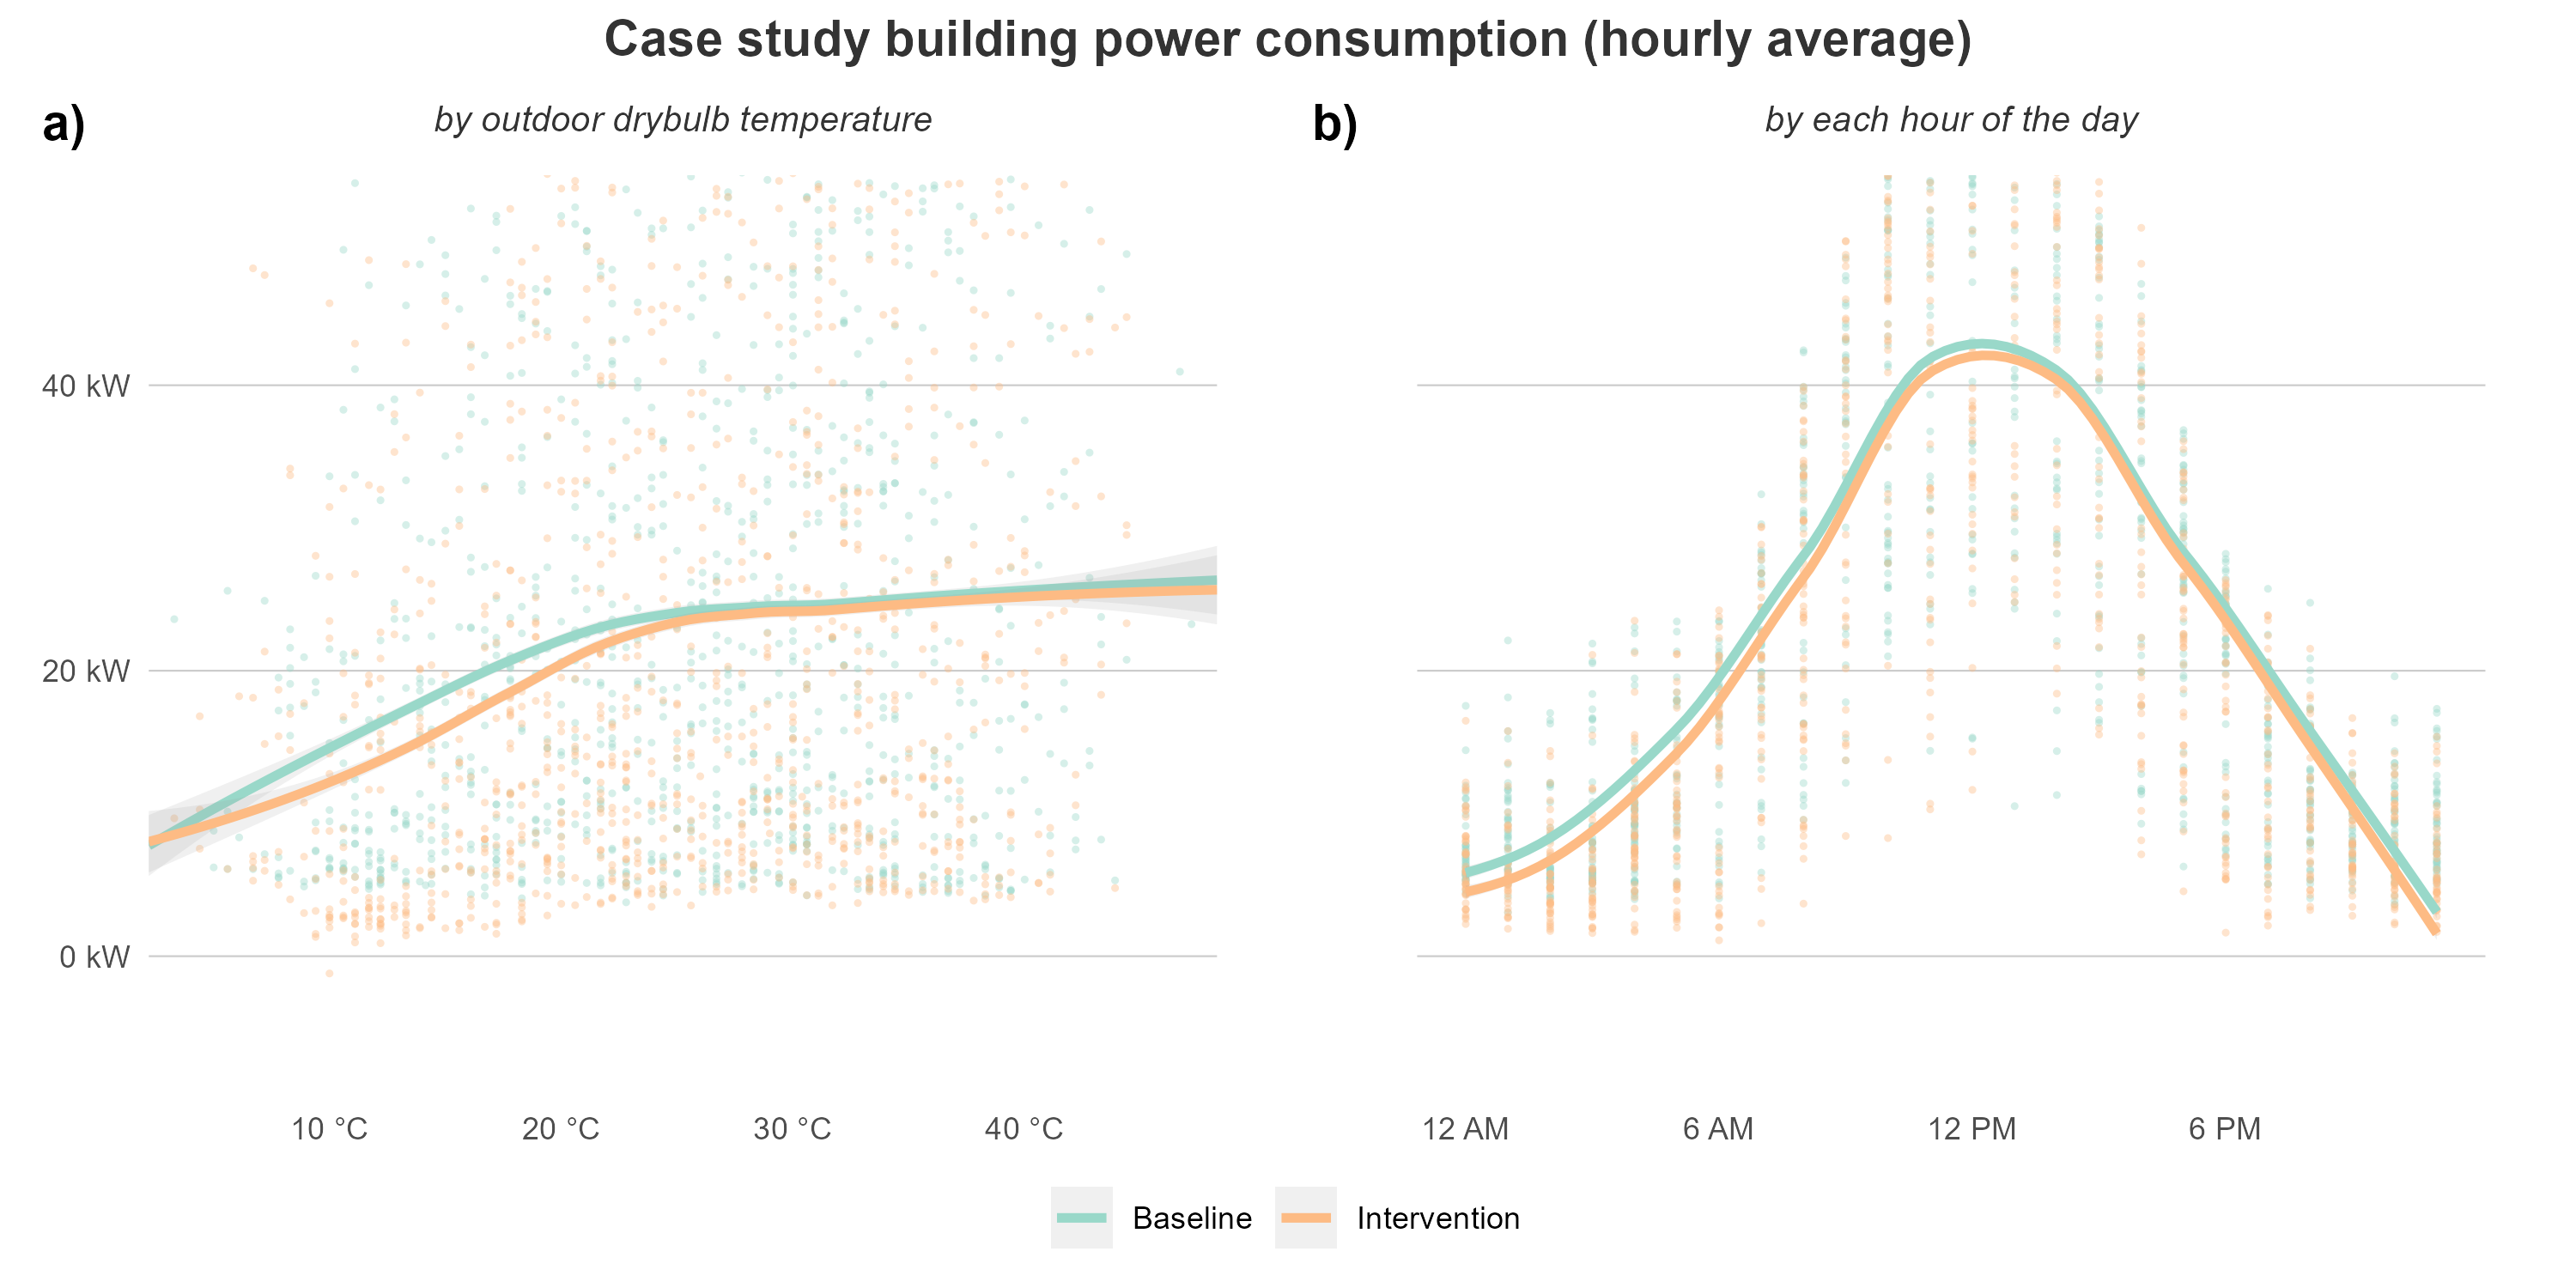 Case study building power consumption (hourly average)
a)
by outdoor drybulb temperature
b)
by each hour of the day
40 kW
20 kW
0 kW
10 °C
20 °C
30 °C
40 °C
12 AM
6 AM
12 PM
6 PM
Baseline
Intervention